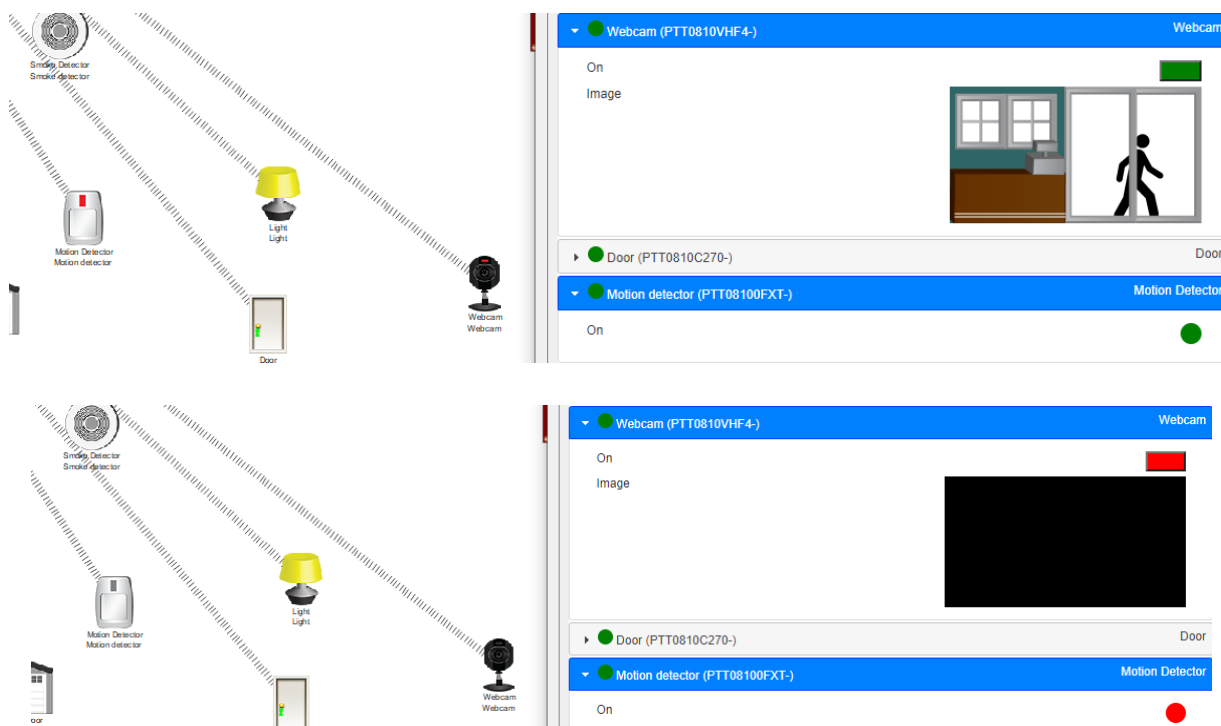 Smoke Detector
Smoke detector
Motion Detector
Motion detector
Light
Light
Webcam
Webcam
Door
Webcam (PTT0810VHF4-)
Webcam
On
Image
Door (PTT0810C270-)
Door
Motion detector (PTT08100FXT-)
Motion Detector
On
Smoke Detector
Smoke detector
Motion Detector
Motion detector
Light
Light
Webcam
Webcam
oor
Webcam (PTT0810VHF4-)
Webcam
On
Image
Door (PTT0810C270-)
Door
Motion detector (PTT08100FXT-)
Motion Detector
On